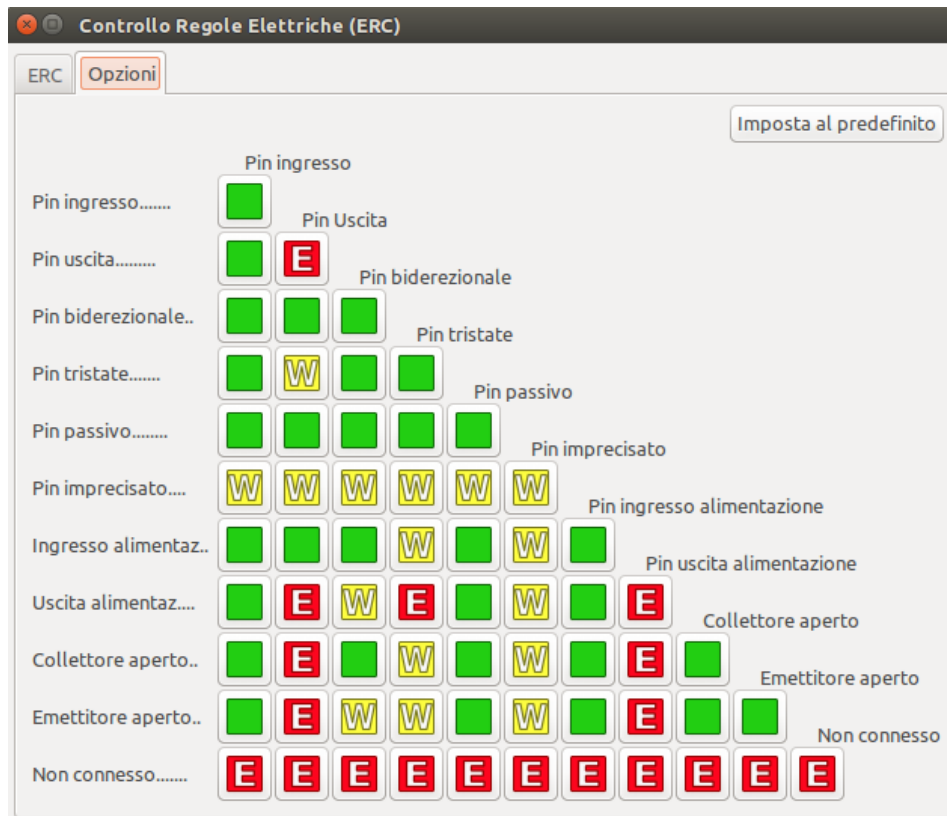 Controllo Regole Elettriche (ERC)
ERC Opzioni
Imposta al predefinito
Pin ingresso
Pin ingresso.......
Pin Uscita
Pin uscita......... E
Pin biderezionale
Pin biderezionale..
Pin tristate
Pin tristate....... W
Pin passivo
Pin passivo........
Pin imprecisato
Pin imprecisato.... W W W W W W
Pin ingresso alimentazione
Ingresso alimentaz.. W W
Pin uscita alimentazione
Uscita alimentaz.... E W E W E
Collettore aperto
Collettore aperto.. E W W E
Emettitore aperto
Emettitore aperto.. E W W W E
Non connesso
Non connesso....... E E E E E E E E E E E